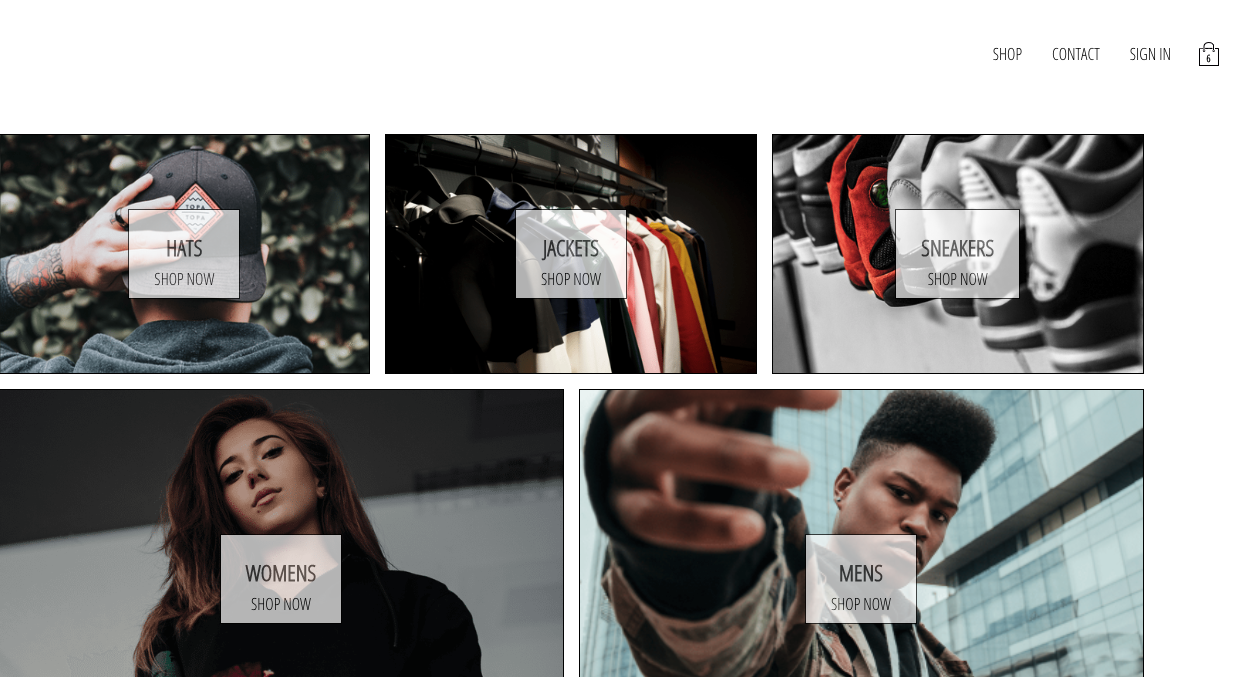 SHOP CONTACT SIGN IN 6
TOPA
TOPA
HATS
SHOP NOW
JACKETS
SHOP NOW
SNEAKERS
SHOP NOW
WOMENS
SHOP NOW
MENS
SHOP NOW